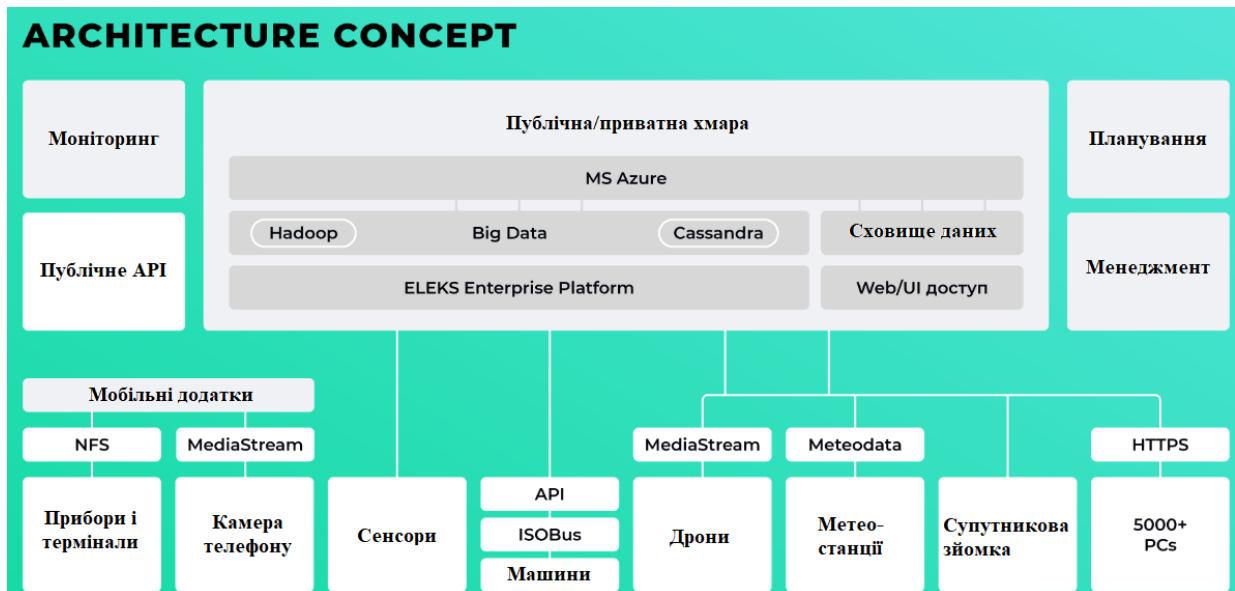 ARCHITECTURE CONCEPT
Моніторинг
Публічна/приватна хмара
Планування
MS Azure
Hadoop
Big Data
Cassandra
Сховище даних
Публічне API
Менеджмент
ELEKS Enterprise Platform
Web/UI доступ
Мобільні додатки
NFS
MediaStream
MediaStream
Meteodata
HTTPS
Прибори і
термінали
Камера
телефону
Сенсори
API
ISOBus
Машини
Дрони
Метео-
станції
Супутникова
зйомка
5000+
PCs